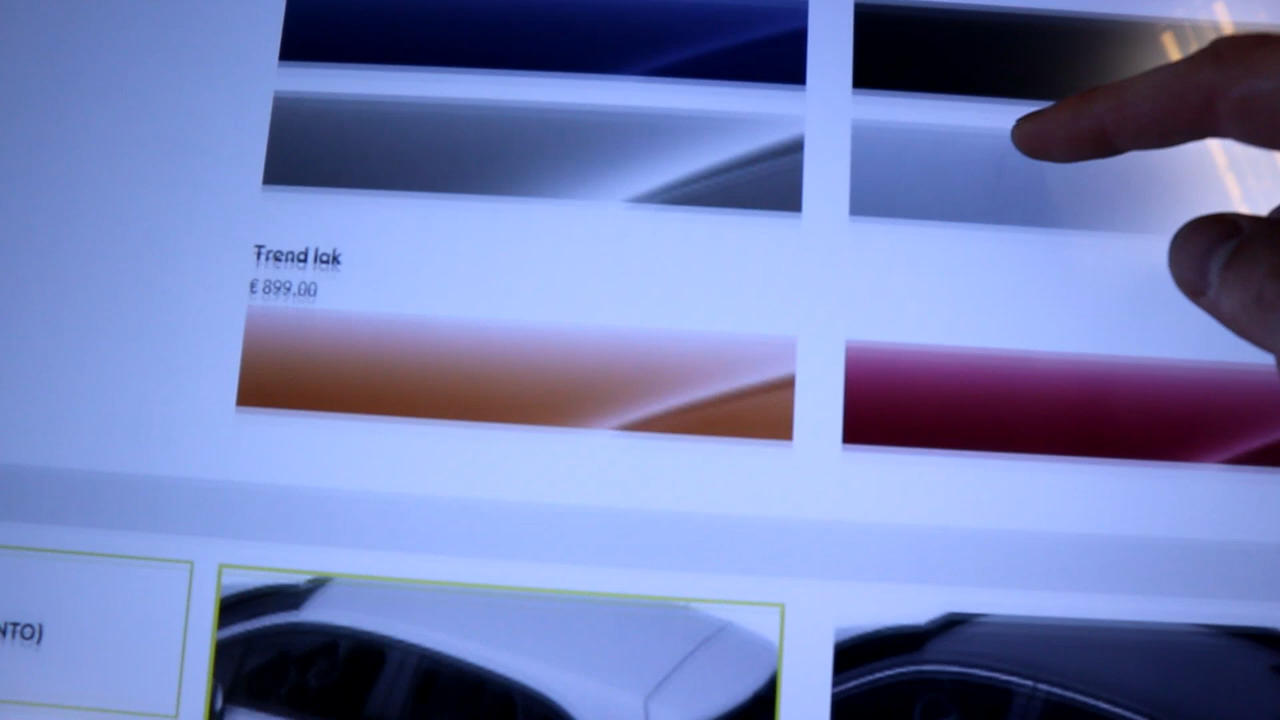 Trend lak
€ 899,00
NTO)